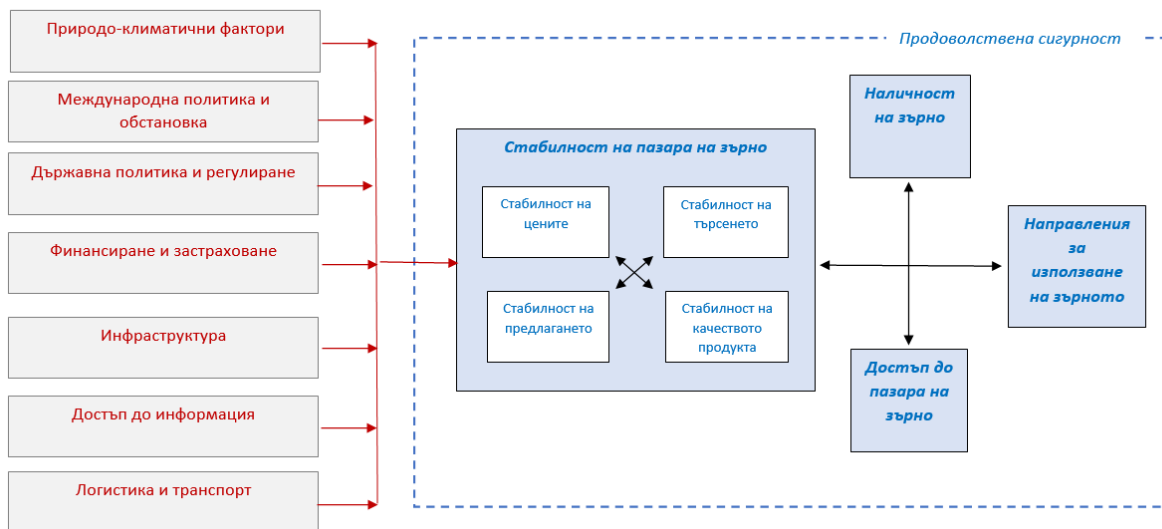 Природо-климатични фактори
Международна политика и
обстановка
Държавна политика и регулиране
Финансиране и застраховане
Инфраструктура
Достъп до информация
Логистика и транспорт
Продоволствена сигурност
Стабилност на пазара на зърно
Стабилност на
цените
Стабилност на
търсенето
Стабилност на
предлагането
Стабилност на
качеството
продукта
Наличност
на зърно
Направления
за
използване
на зърното
Достъп до
пазара на
зърно